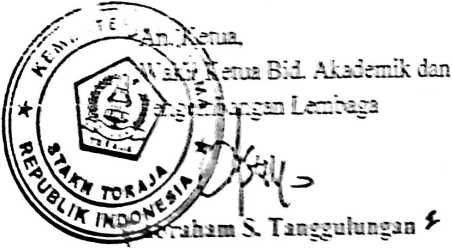 An. Ketua,
Wakil Ketua Bid. Akademik dan
Pengembangan Lembaga
STAKN TORAJA
REPUBLIK INDONESIA
Abraham S. Tanggulungan